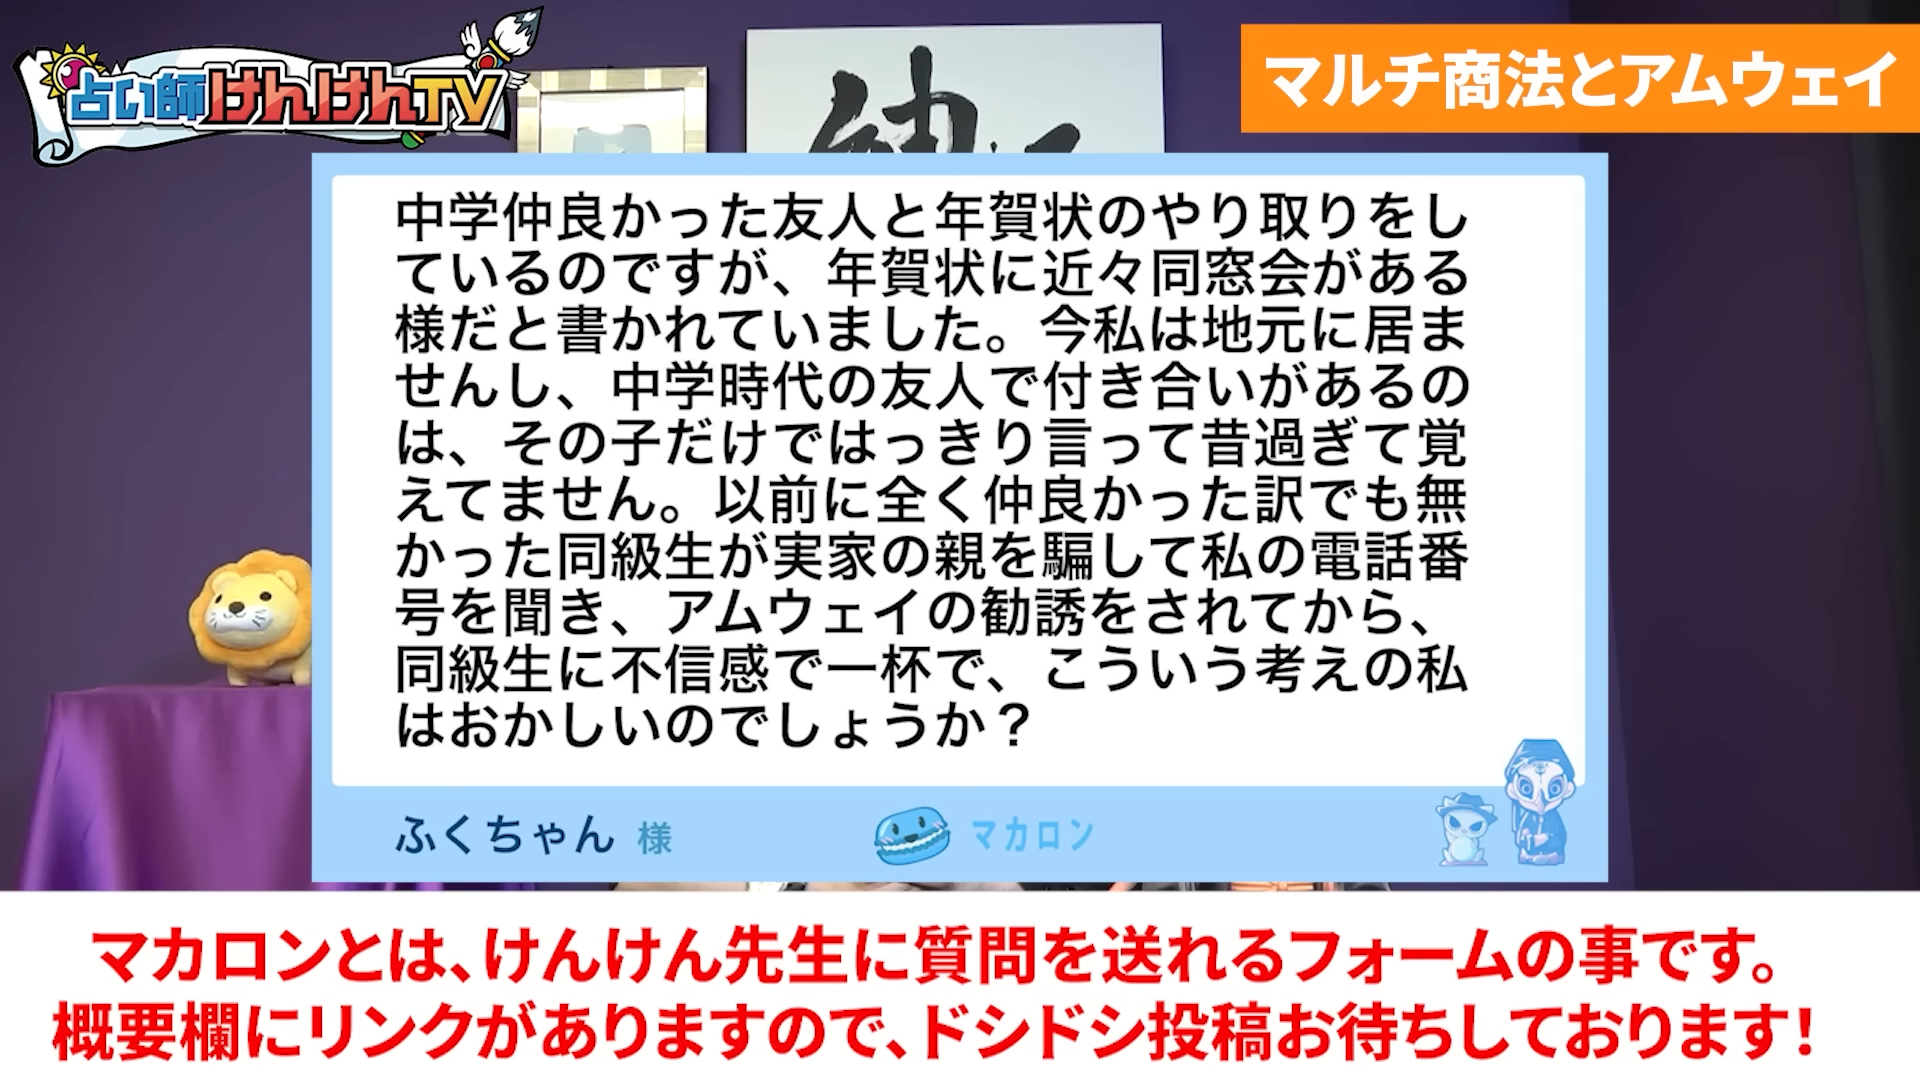 占い師けんけんTV
マルチ商法とアムウェイ
中学仲良かった友人と年賀状のやり取りをし
ているのですが、年賀状に近々同窓会がある
様だと書かれていました。今私は地元に居ま
せんし、中学時代の友人で付き合いがあるの
は、その子だけではっきり言って昔過ぎて覚
えてません。以前に全く仲良かった訳でも無
かった同級生が実家の親を騙して私の電話番
号を聞き、アムウェイの勧誘をされてから、
同級生に不信感で一杯で、こういう考えの私
はおかしいのでしょうか？
ふくちゃん 様
マカロン
マカロンとは、けんけん先生に質問を送れるフォームの事です。
概要欄にリンクがありますので、ドシドシ投稿お待ちしております！